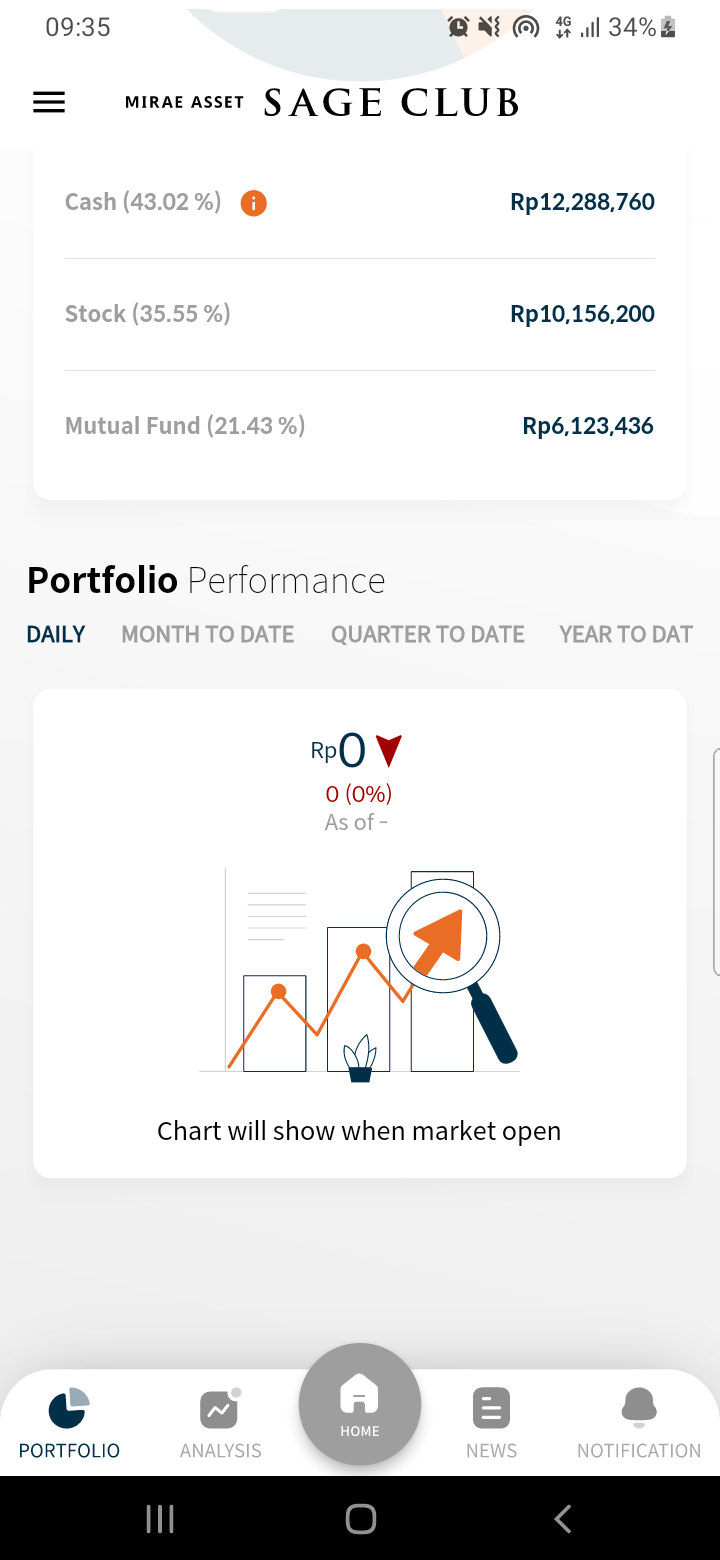 09:35 4G 34%
MIRAE ASSET SAGE CLUB
Cash (43.02 %) i Rp12,288,760
Stock (35.55 %) Rp10,156,200
Mutual Fund (21.43 %) Rp6,123,436
Portfolio Performance
DAILY MONTH TO DATE QUARTER TO DATE YEAR TO DAT
Rp0
0 (0%)
As of -
Chart will show when market open
HOME
PORTFOLIO ANALYSIS NEWS NOTIFICATION